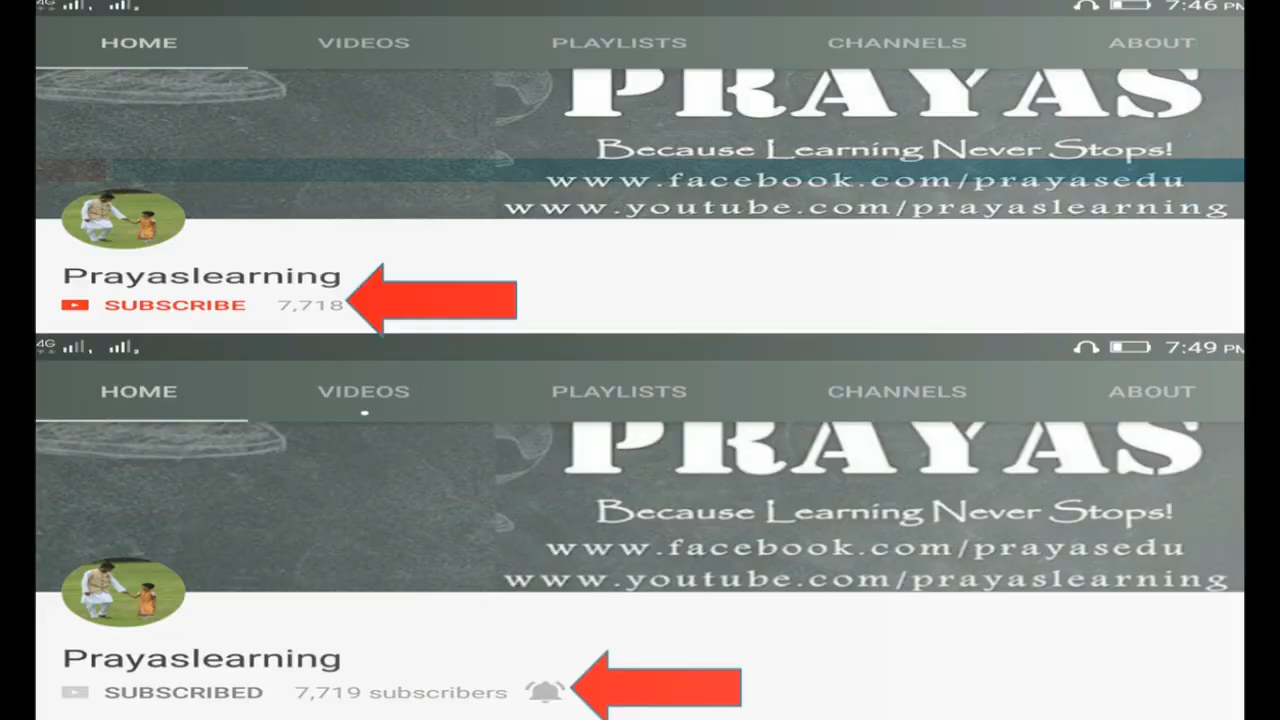 4G 7:46 PM
HOME VIDEOS PLAYLISTS CHANNELS ABOUT
PRAYAS
Because Learning Never Stops!
www.facebook.com/prayasedu
www.youtube.com/prayaslearning
Prayaslearning
SUBSCRIBE 7,718
4G 7:49 PM
HOME VIDEOS PLAYLISTS CHANNELS ABOUT
PRAYAS
Because Learning Never Stops!
www.facebook.com/prayasedu
www.youtube.com/prayaslearning
Prayaslearning
SUBSCRIBED 7,719 subscribers